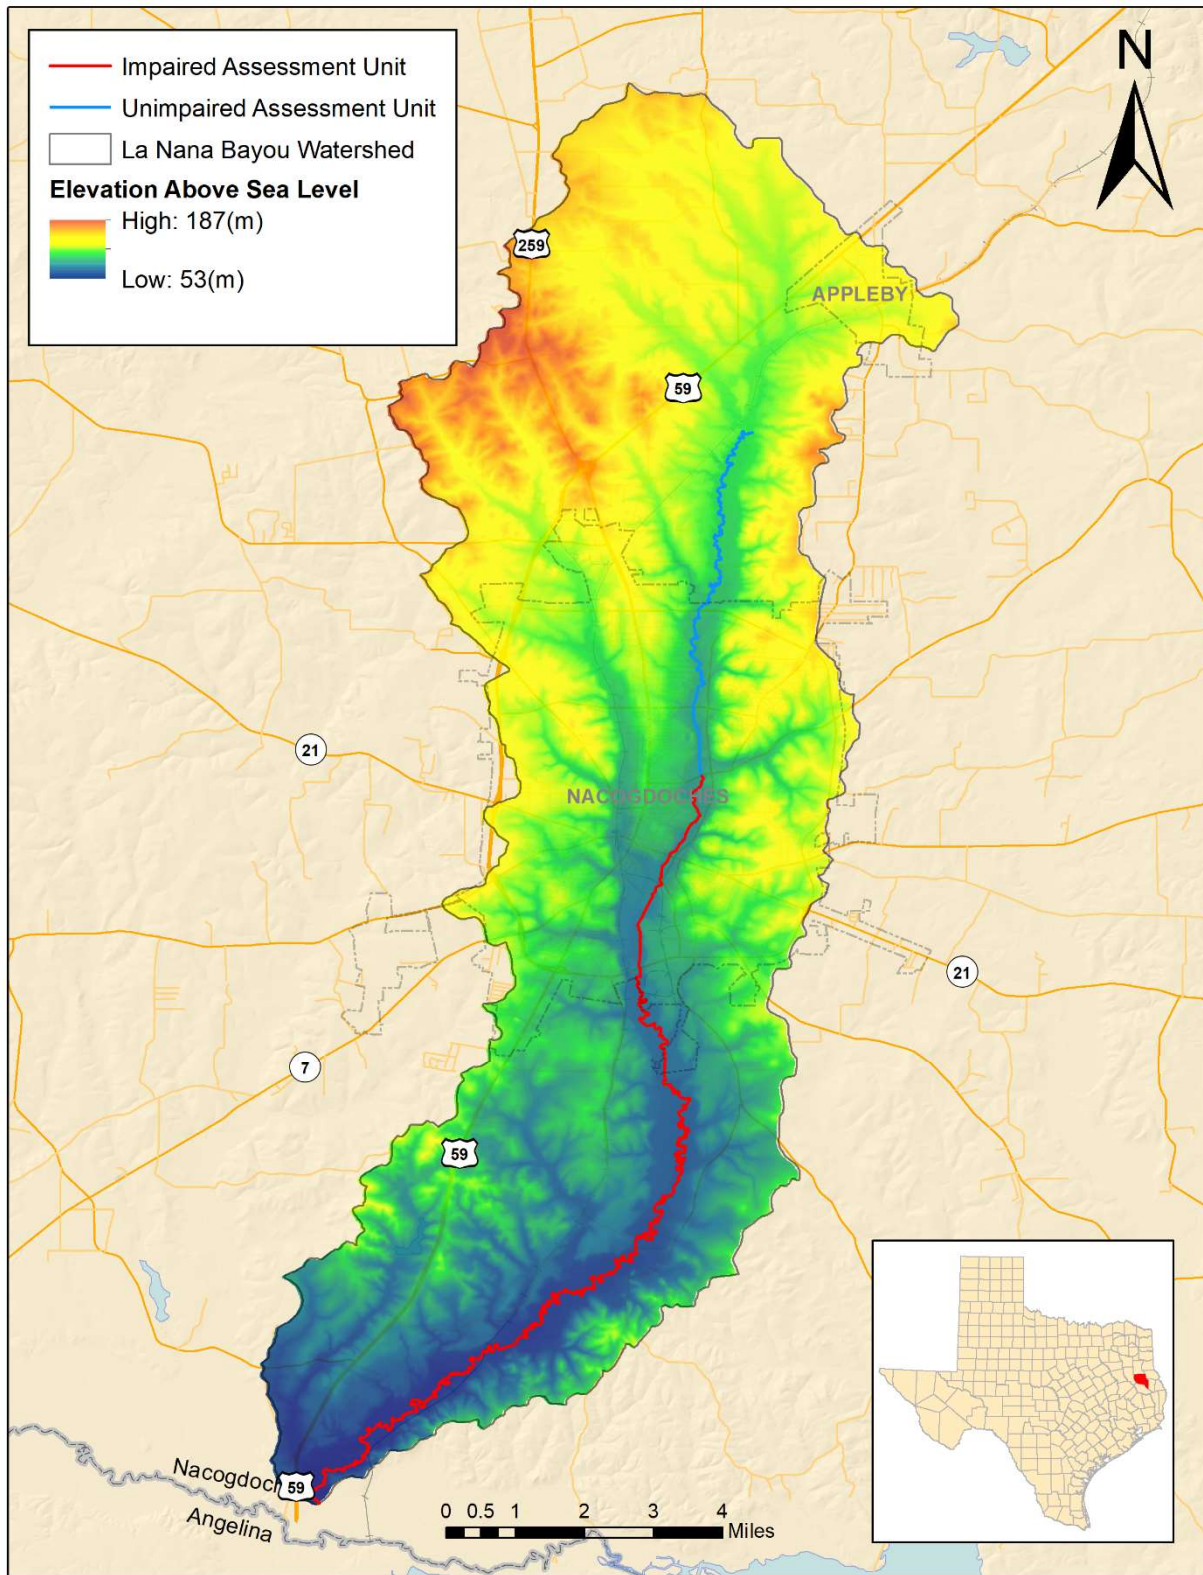 Impaired Assessment Unit
Unimpaired Assessment Unit
La Nana Bayou Watershed
Elevation Above Sea Level
High: 187(m)
Low: 53(m)
N
259
APPLEBY
59
21
NACOGDOCHES
21
7
59
Nacogdoch
59
Angelina
0 0.5 1 2 3 4
Miles